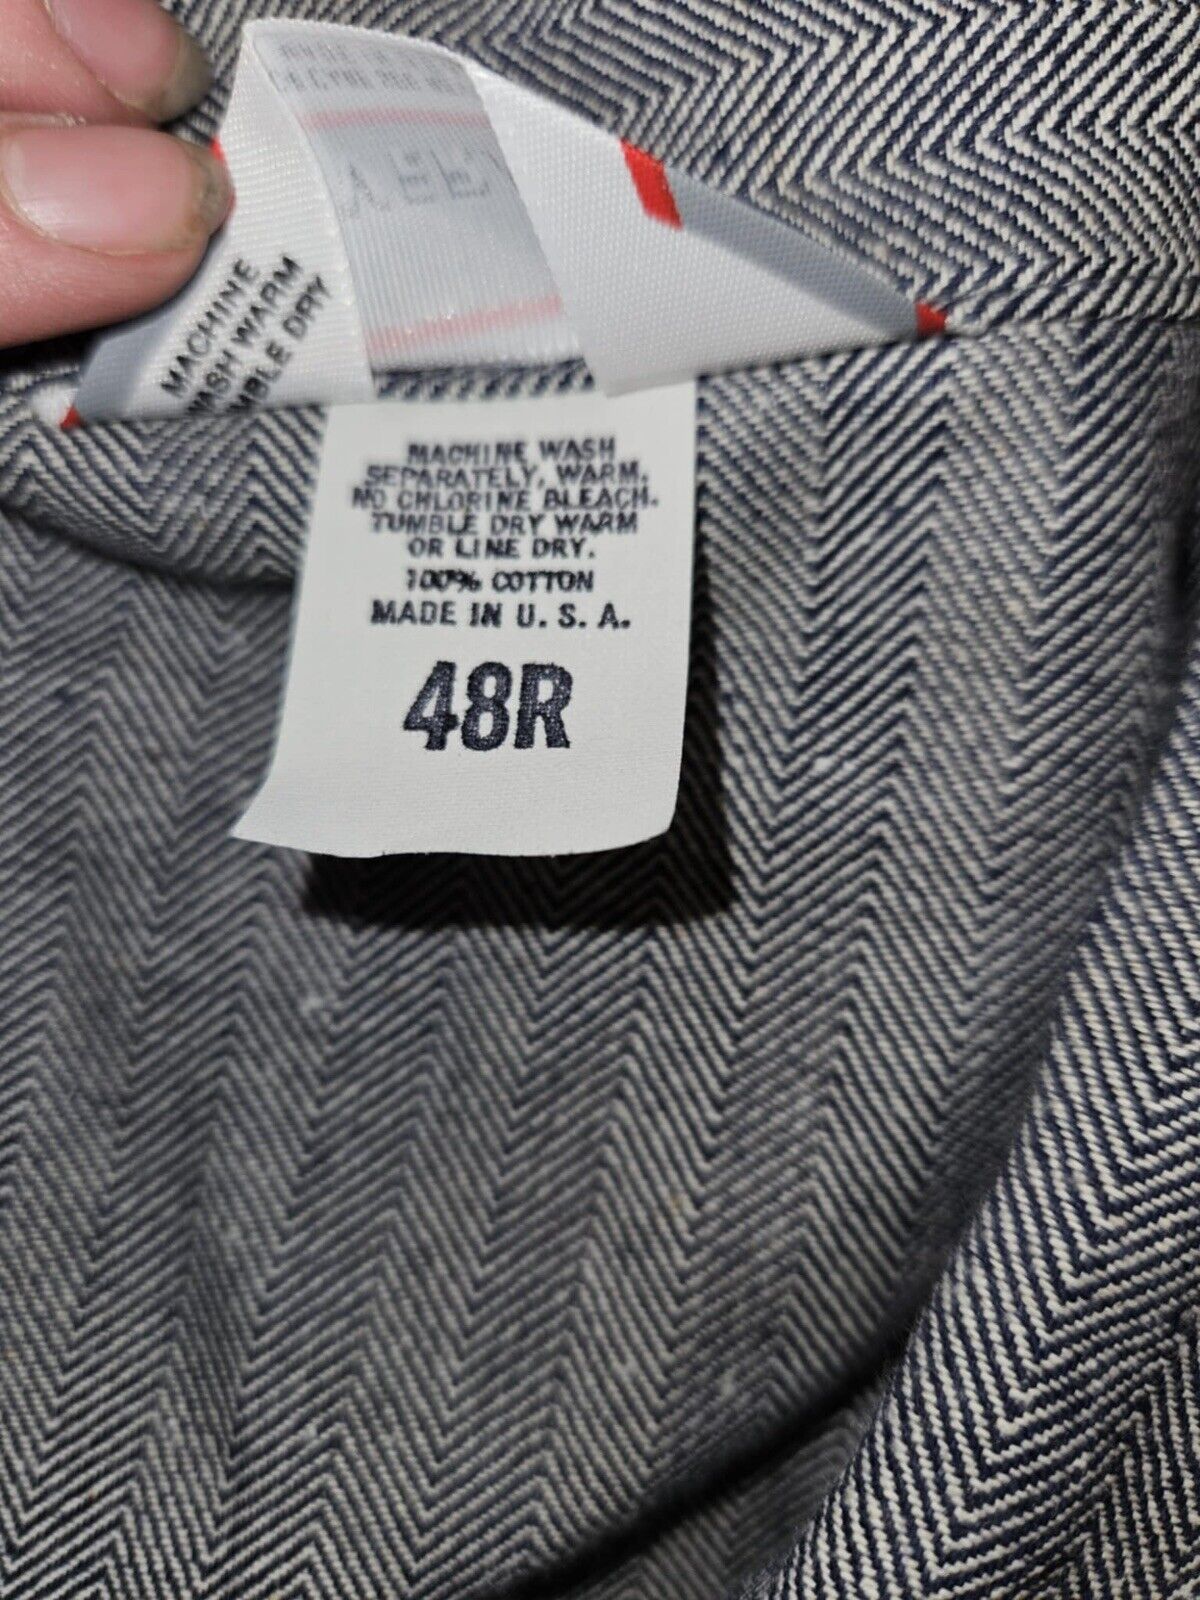 MACHINE
WASH WARM
DRY
MACHINE WASH
SEPARATELY, WARM.
NO CHLORINE BLEACH.
TUMBLE DRY WARM
OR LINE DRY.
100% COTTON
MADE IN U. S. A.
48R